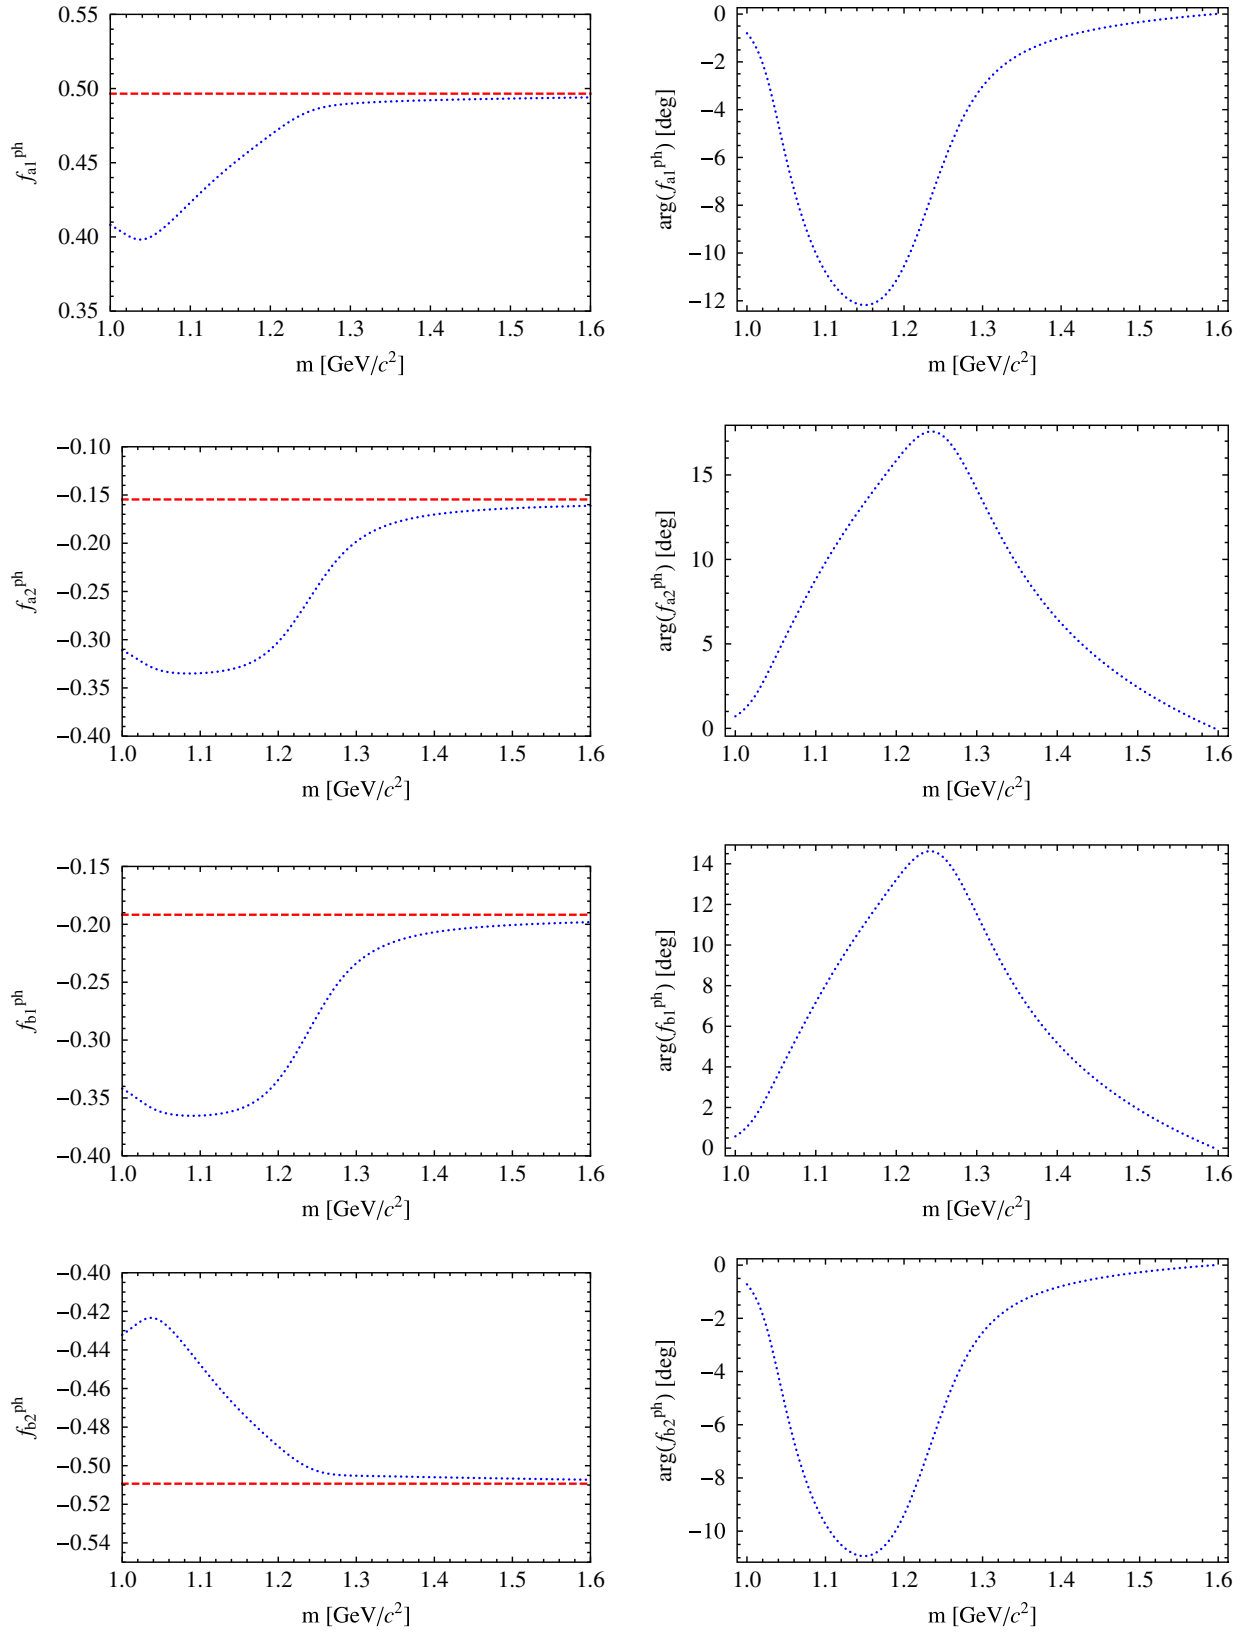 0.55
0.50
0.45
0.40
0.35
f_a1^ph
1.0 1.1 1.2 1.3 1.4 1.5 1.6
m [GeV/c^2]
0
−2
−4
−6
−8
−10
−12
arg(f_a1^ph) [deg]
1.0 1.1 1.2 1.3 1.4 1.5 1.6
m [GeV/c^2]
−0.10
−0.15
−0.20
−0.25
−0.30
−0.35
−0.40
f_a2^ph
1.0 1.1 1.2 1.3 1.4 1.5 1.6
m [GeV/c^2]
15
10
5
0
arg(f_a2^ph) [deg]
1.0 1.1 1.2 1.3 1.4 1.5 1.6
m [GeV/c^2]
−0.15
−0.20
−0.25
−0.30
−0.35
−0.40
f_b1^ph
1.0 1.1 1.2 1.3 1.4 1.5 1.6
m [GeV/c^2]
14
12
10
8
6
4
2
0
arg(f_b1^ph) [deg]
1.0 1.1 1.2 1.3 1.4 1.5 1.6
m [GeV/c^2]
−0.40
−0.42
−0.44
−0.46
−0.48
−0.50
−0.52
−0.54
f_b2^ph
1.0 1.1 1.2 1.3 1.4 1.5 1.6
m [GeV/c^2]
0
−2
−4
−6
−8
−10
arg(f_b2^ph) [deg]
1.0 1.1 1.2 1.3 1.4 1.5 1.6
m [GeV/c^2]